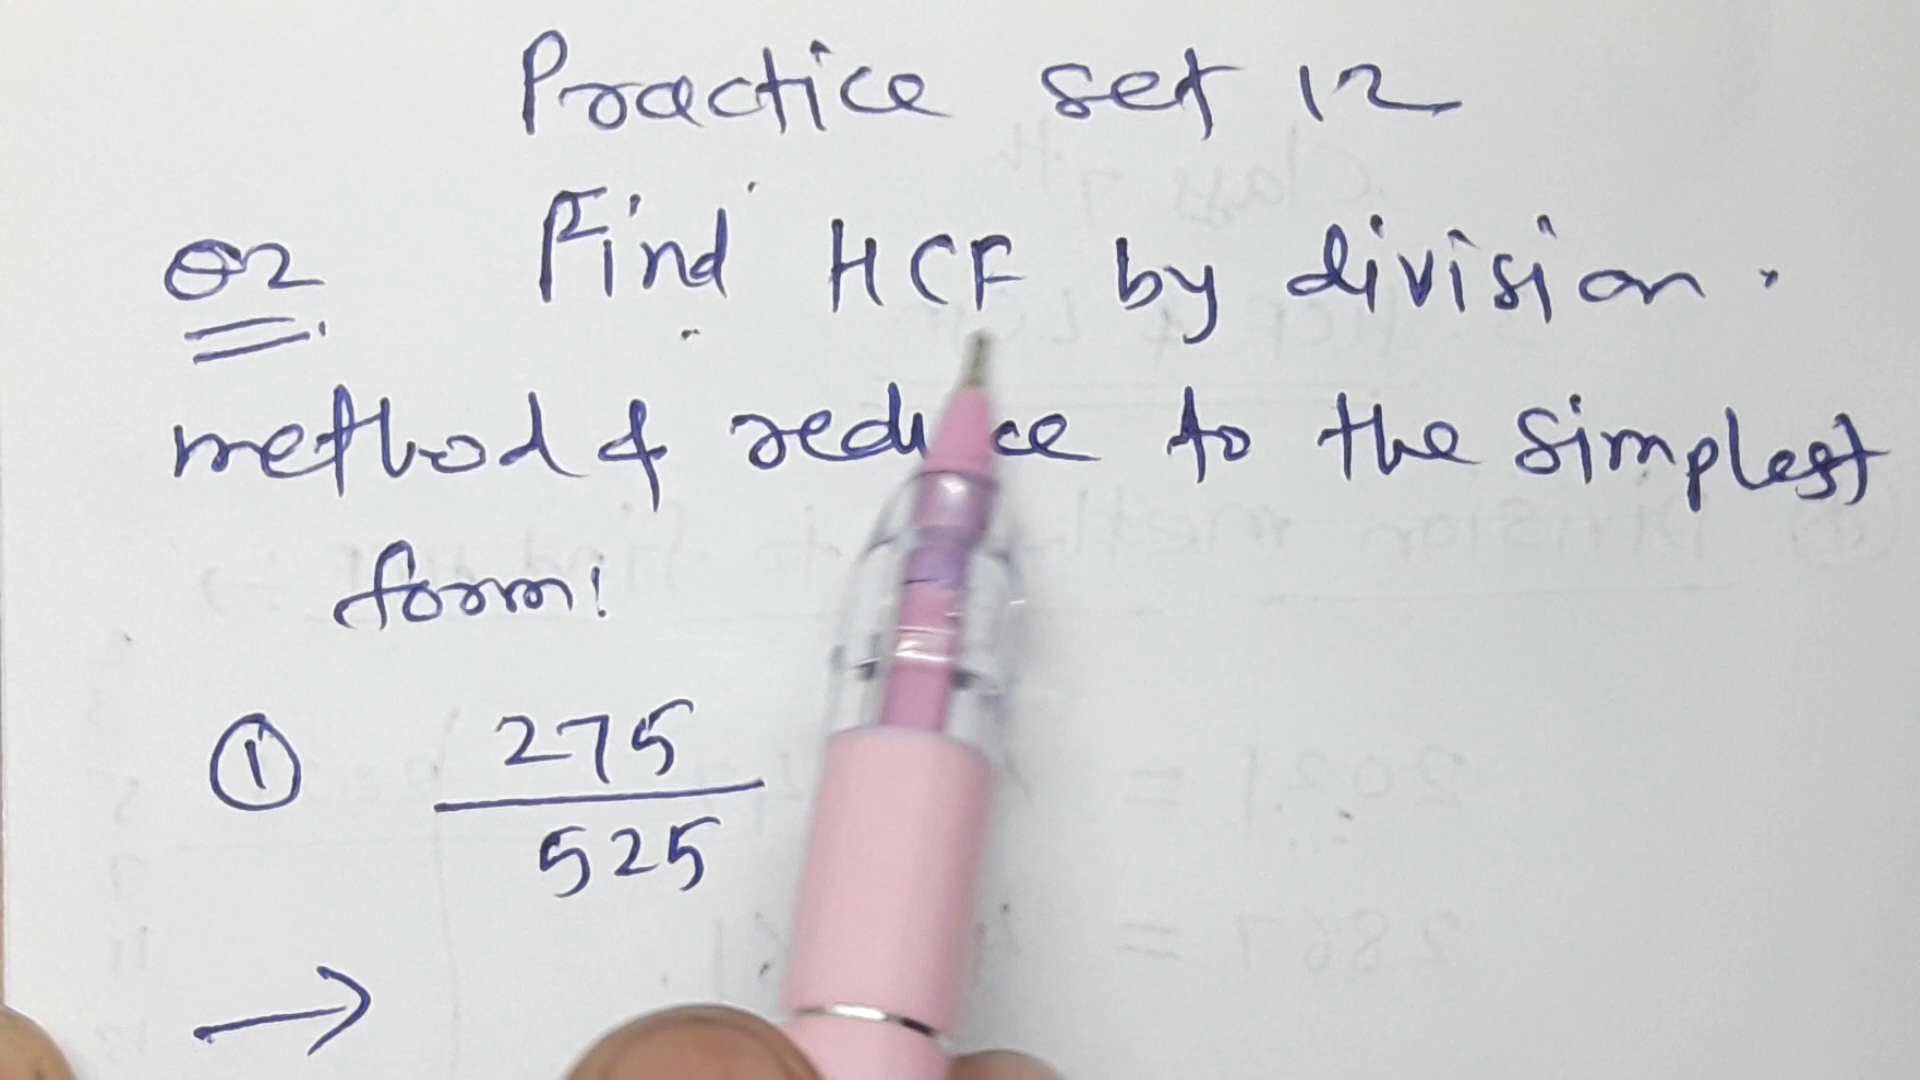 Practice set 12
Q2 Find HCF by division.
method & reduce to the simplest
form:
① 275
525
→